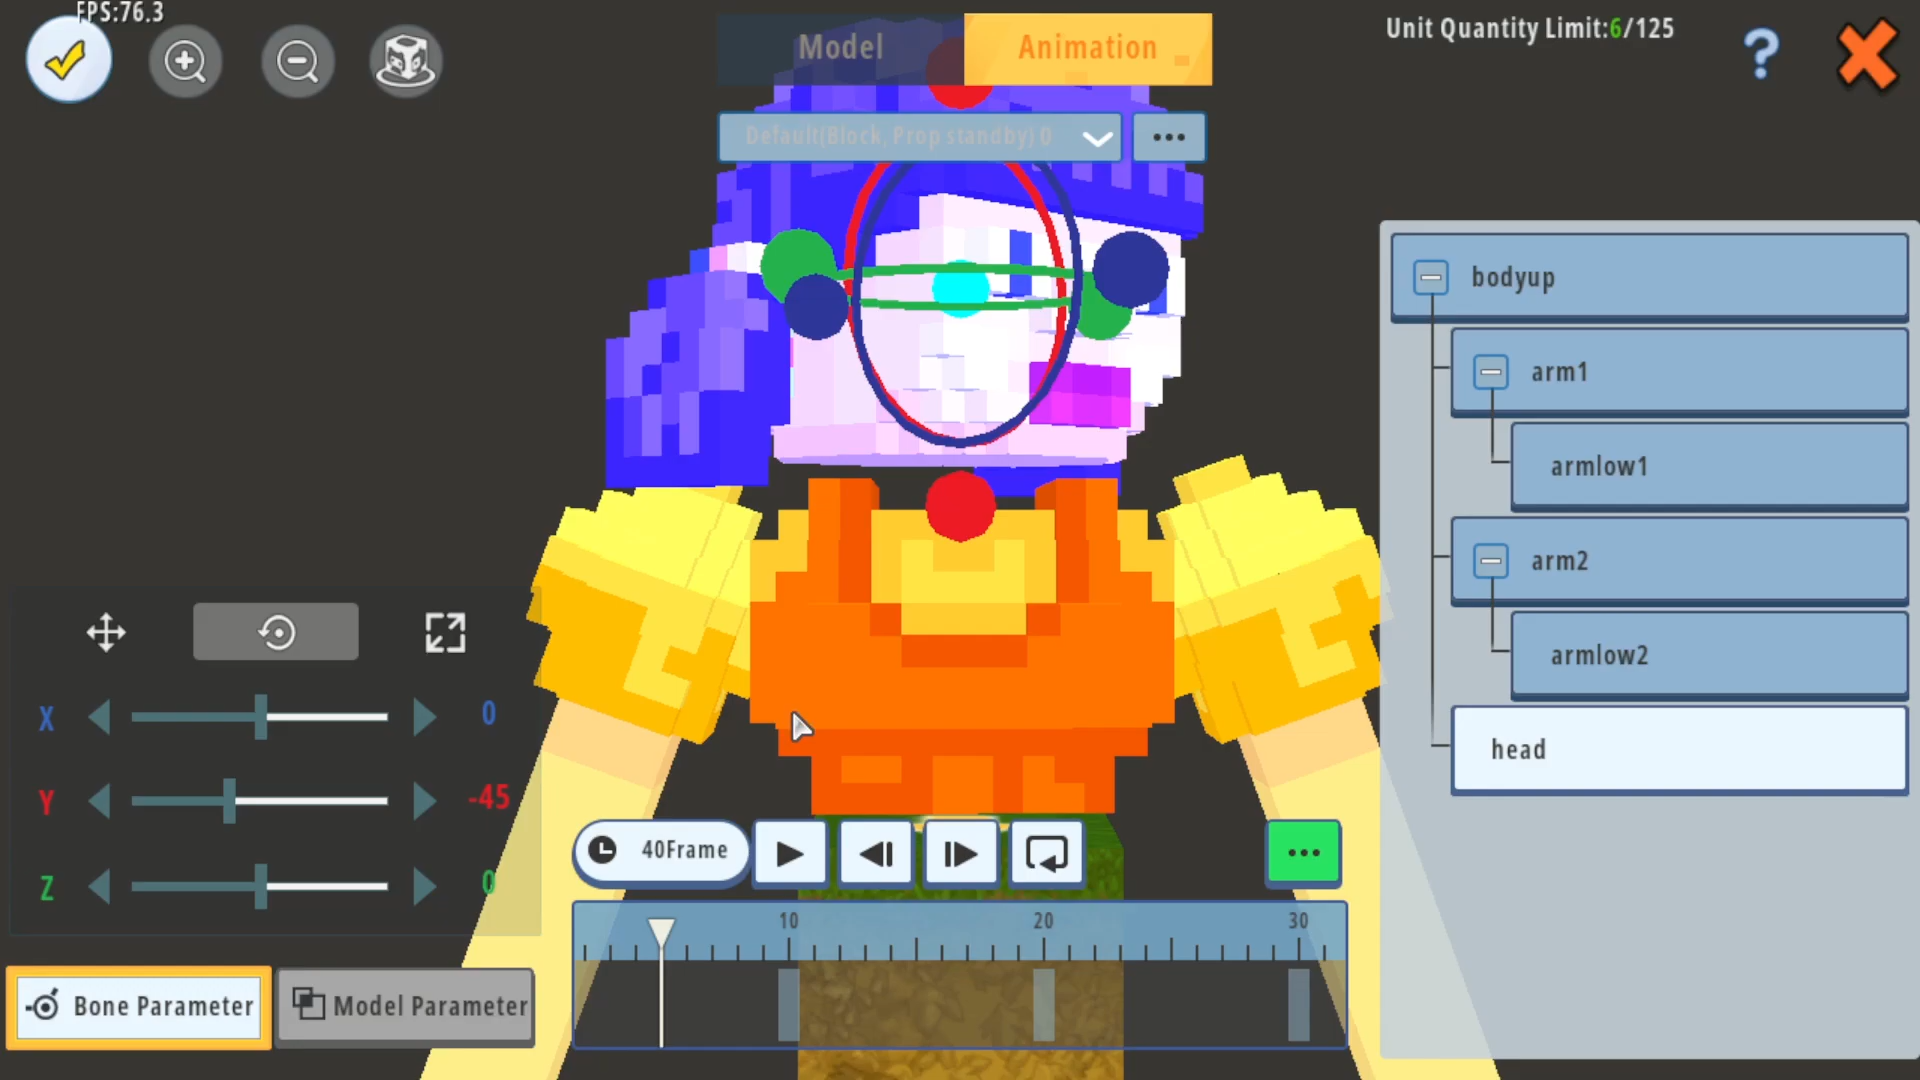 FPS:76.3
Model
Animation
Unit Quantity Limit:6/125
?
Default(Block, Prop standby) 0
bodyup
arm1
armlow1
arm2
armlow2
head
X
0
Y
-45
Z
0
40Frame
10
20
30
Bone Parameter
Model Parameter